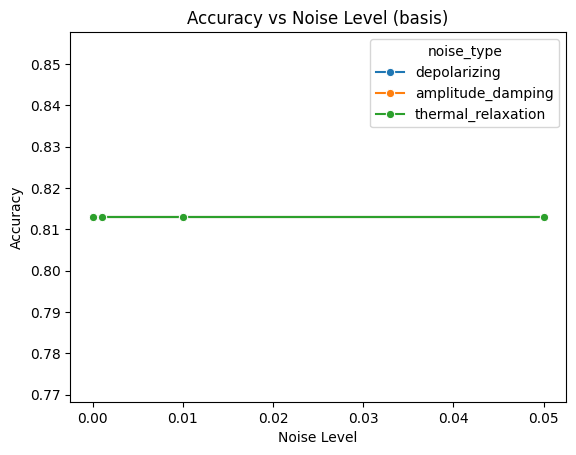 Accuracy vs Noise Level (basis)
noise_type
depolarizing
amplitude_damping
thermal_relaxation
Accuracy
0.85
0.84
0.83
0.82
0.81
0.80
0.79
0.78
0.77
0.00 0.01 0.02 0.03 0.04 0.05
Noise Level